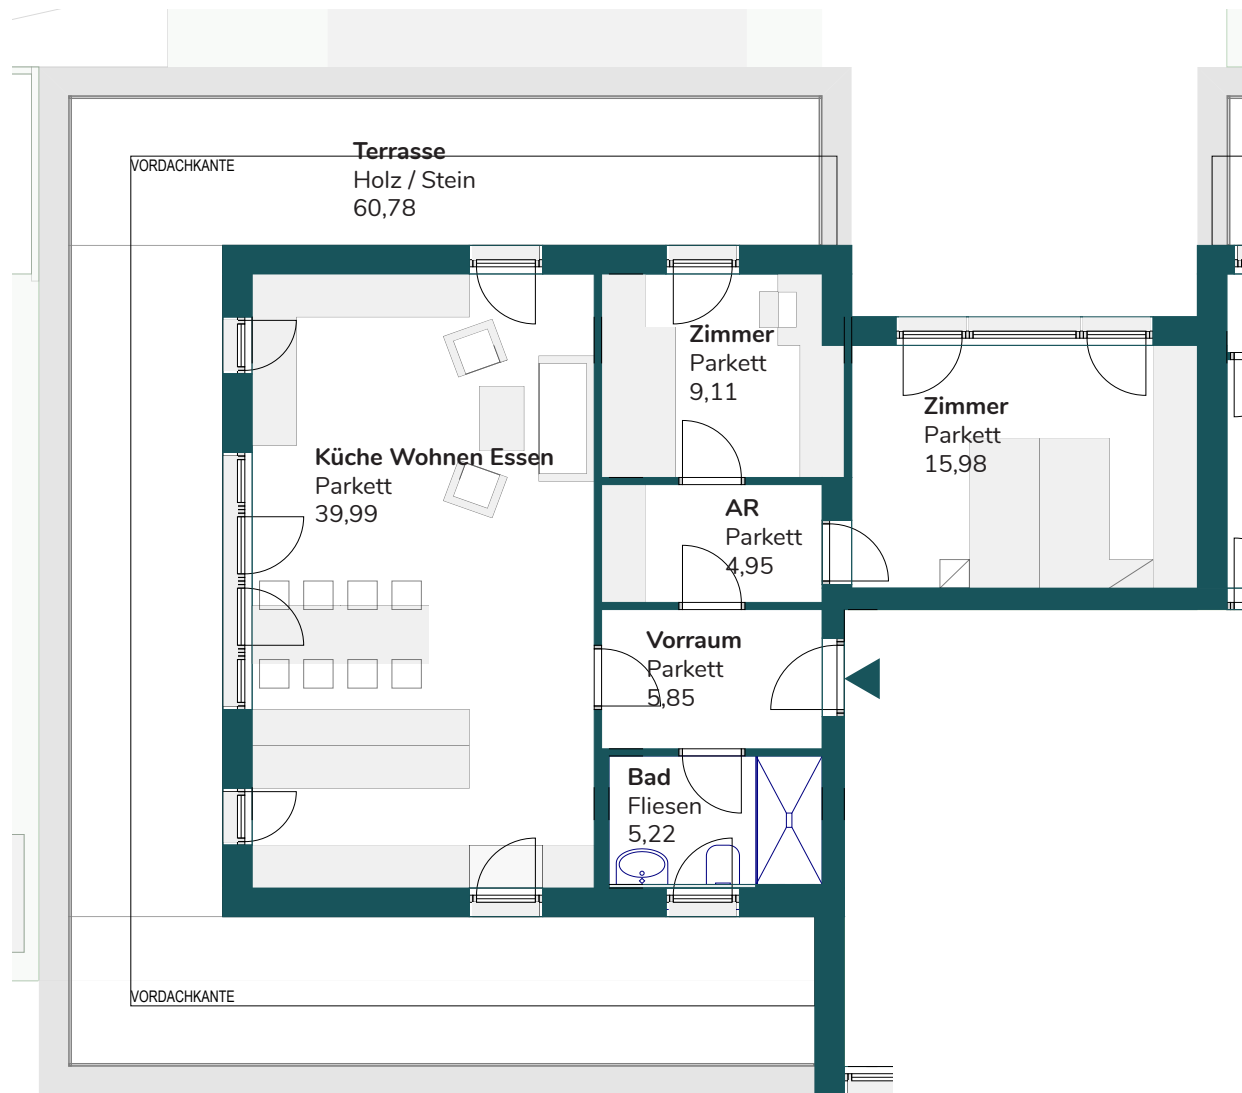 Terrasse
Holz / Stein
60,78
VORDACHKANTE
Zimmer
Parkett
9,11
Zimmer
Parkett
15,98
Küche Wohnen Essen
Parkett
39,99
AR
Parkett
4,95
Vorraum
Parkett
5,85
Bad
Fliesen
5,22
VORDACHKANTE